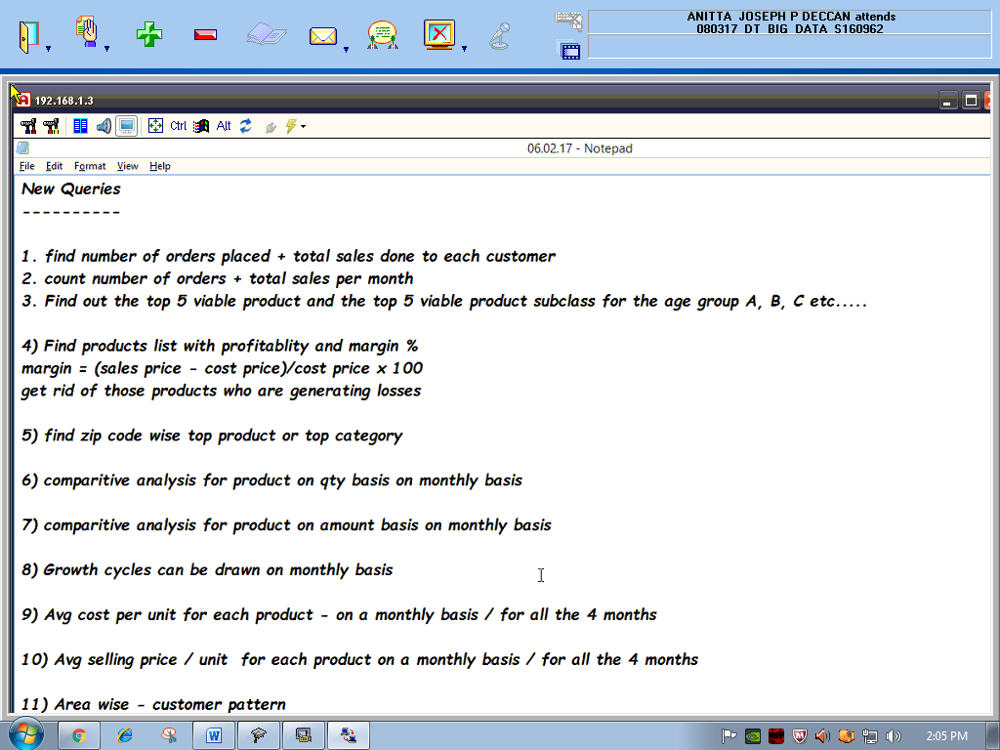 ANITTA JOSEPH P DECCAN attends
080317 DT BIG DATA S160962
192.168.1.3
Ctrl Alt
06.02.17 - Notepad
File Edit Format View Help
New Queries
----------
1. find number of orders placed + total sales done to each customer
2. count number of orders + total sales per month
3. Find out the top 5 viable product and the top 5 viable product subclass for the age group A, B, C etc.....
4) Find products list with profitablity and margin %
margin = (sales price - cost price)/cost price x 100
get rid of those products who are generating losses
5) find zip code wise top product or top category
6) comparitive analysis for product on qty basis on monthly basis
7) comparitive analysis for product on amount basis on monthly basis
8) Growth cycles can be drawn on monthly basis
9) Avg cost per unit for each product - on a monthly basis / for all the 4 months
10) Avg selling price / unit  for each product on a monthly basis / for all the 4 months
11) Area wise - customer pattern
2:05 PM